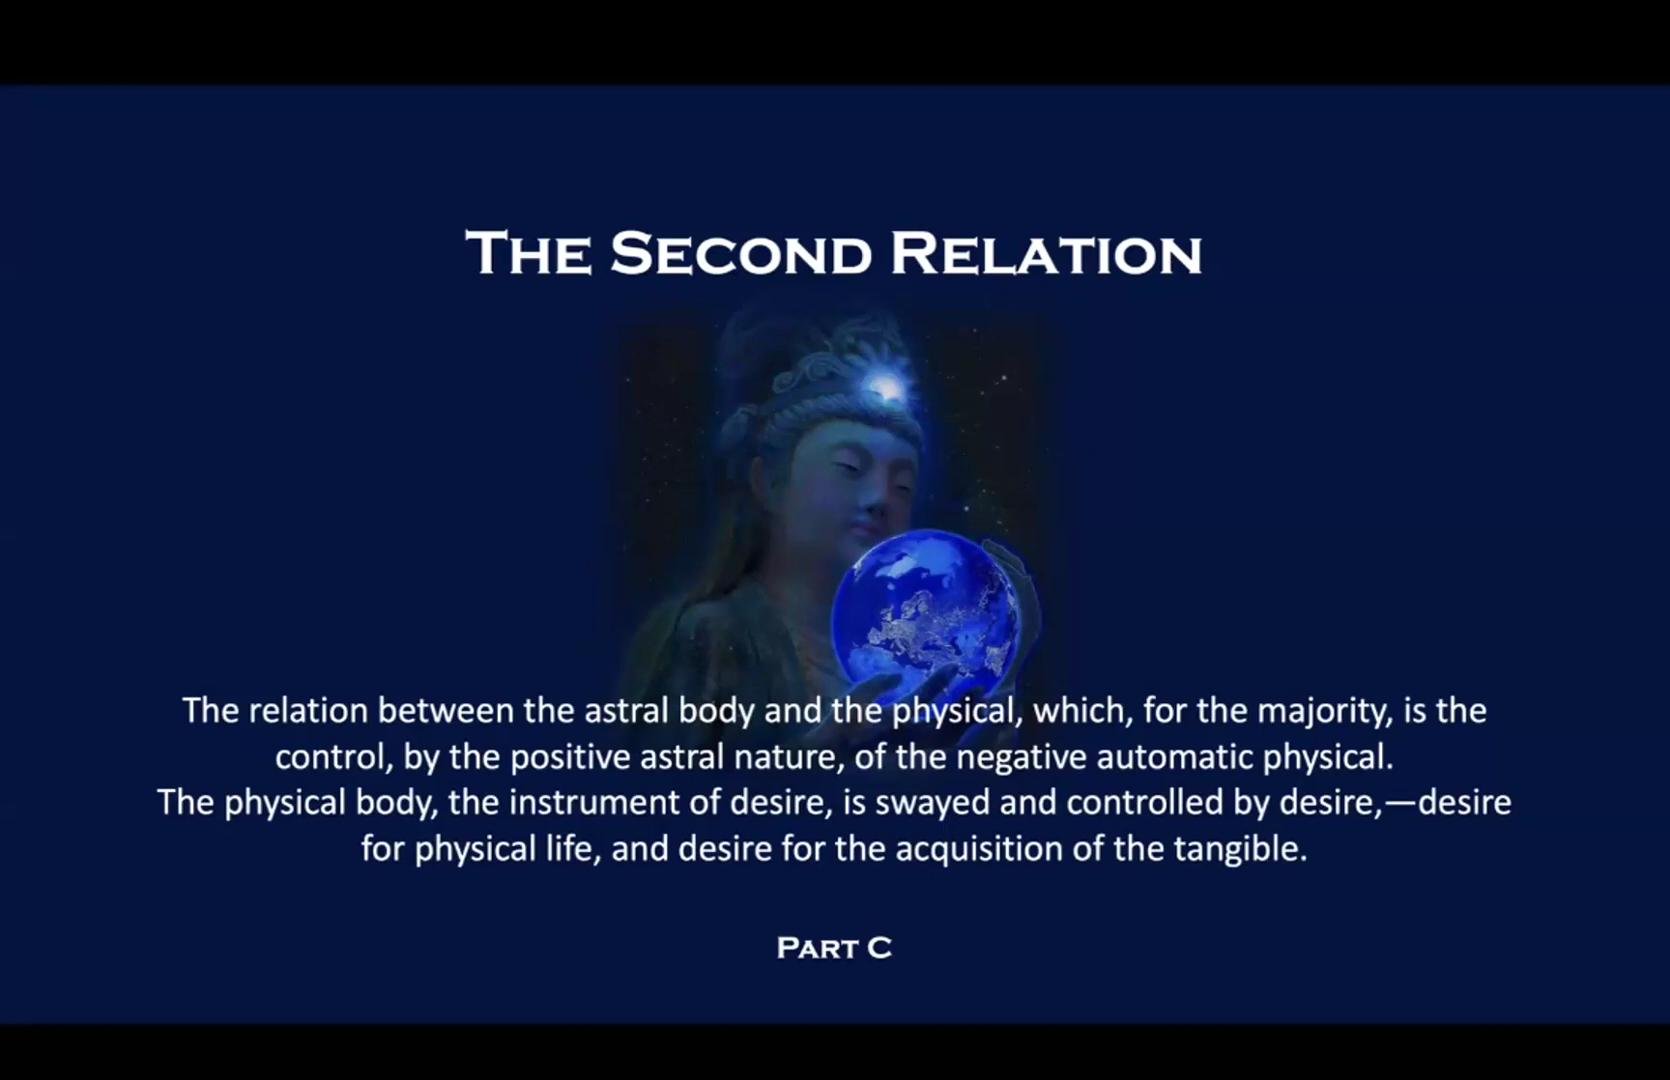 The Second Relation
The relation between the astral body and the physical, which, for the majority, is the
control, by the positive astral nature, of the negative automatic physical.
The physical body, the instrument of desire, is swayed and controlled by desire,—desire
for physical life, and desire for the acquisition of the tangible.
Part C